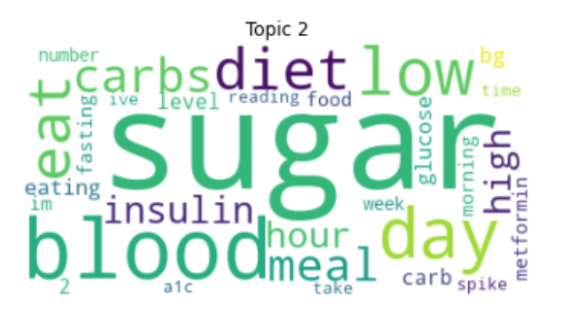 Topic 2
number
carbs
diet
low
bg
eat
fasting
ive
level
reading
food
time
sugar
glucose
morning
high
metformin
eating
im
insulin
week
day
blood
hour
meal
2
a1c
take
carb
spike